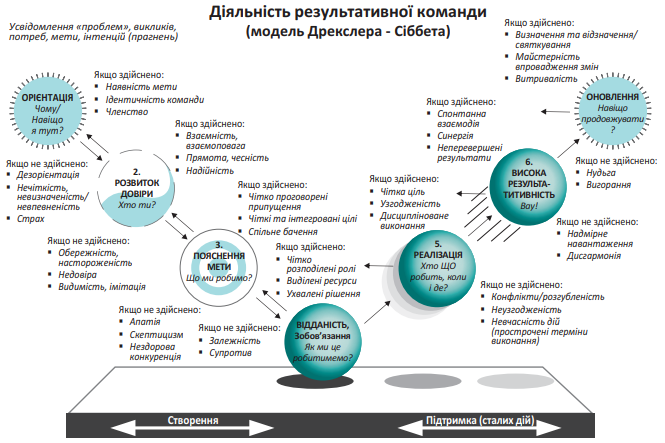 Діяльність результативної команди
(модель Дрекслера - Сіббета)
Усвідомлення «проблем», викликів,
потреб, мети, інтенцій (прагнень)
ОРІЄНТАЦІЯ
Чому/
Навіщо
я тут?
Якщо здійснено:
▪ Наявність мети
▪ Ідентичність команди
▪ Членство
Якщо не здійснено:
▪ Дезорієнтація
▪ Нечіткість,
невизначеність/
невпевненість
▪ Страх
2.
РОЗВИТОК
ДОВІРИ
Хто ти?
Якщо здійснено:
▪ Взаємність,
взаємоповага
▪ Прямота, чесність
▪ Надійність
Якщо не здійснено:
▪ Обережність,
настороженість
▪ Недовіра
▪ Видимість, імітація
3.
ПОЯСНЕННЯ
МЕТИ
Що ми робимо?
Якщо здійснено:
▪ Чітко проговорені
припущення
▪ Чіткі та інтегровані цілі
▪ Спільне бачення
Якщо не здійснено:
▪ Апатія
▪ Скептицизм
▪ Нездорова
конкуренція
ВІДДАНІСТЬ,
Зобов’язання
Як ми це
робитимемо?
Якщо здійснено:
▪ Чітко
розподілені ролі
▪ Виділені ресурси
▪ Ухвалені рішення
Якщо не здійснено:
▪ Залежність
▪ Супротив
5.
РЕАЛІЗАЦІЯ
Хто ЩО
робить, коли
і де?
Якщо здійснено:
▪ Чітка ціль
▪ Узгодженість
▪ Дисципліноване
виконання
Якщо не здійснено:
▪ Конфлікти/розгубленість
▪ Неузгодженість
▪ Невчасність дій
(прострочені терміни
виконання)
6.
ВИСОКА
РЕЗУЛЬТА-
ТИТИВНІСТЬ
Вау!
Якщо здійснено:
▪ Спонтанна
взаємодія
▪ Синергія
▪ Неперевершені
результати
Якщо не здійснено:
▪ Надмірне
навантаження
▪ Дисгармонія
ОНОВЛЕННЯ
Навіщо
продовжувати
?
Якщо здійснено:
▪ Визначення та відзначення/
святкування
▪ Майстерність
впровадження змін
▪ Витривалість
Якщо не здійснено:
▪ Нудьга
▪ Вигорання
Створення
Підтримка (сталих дій)